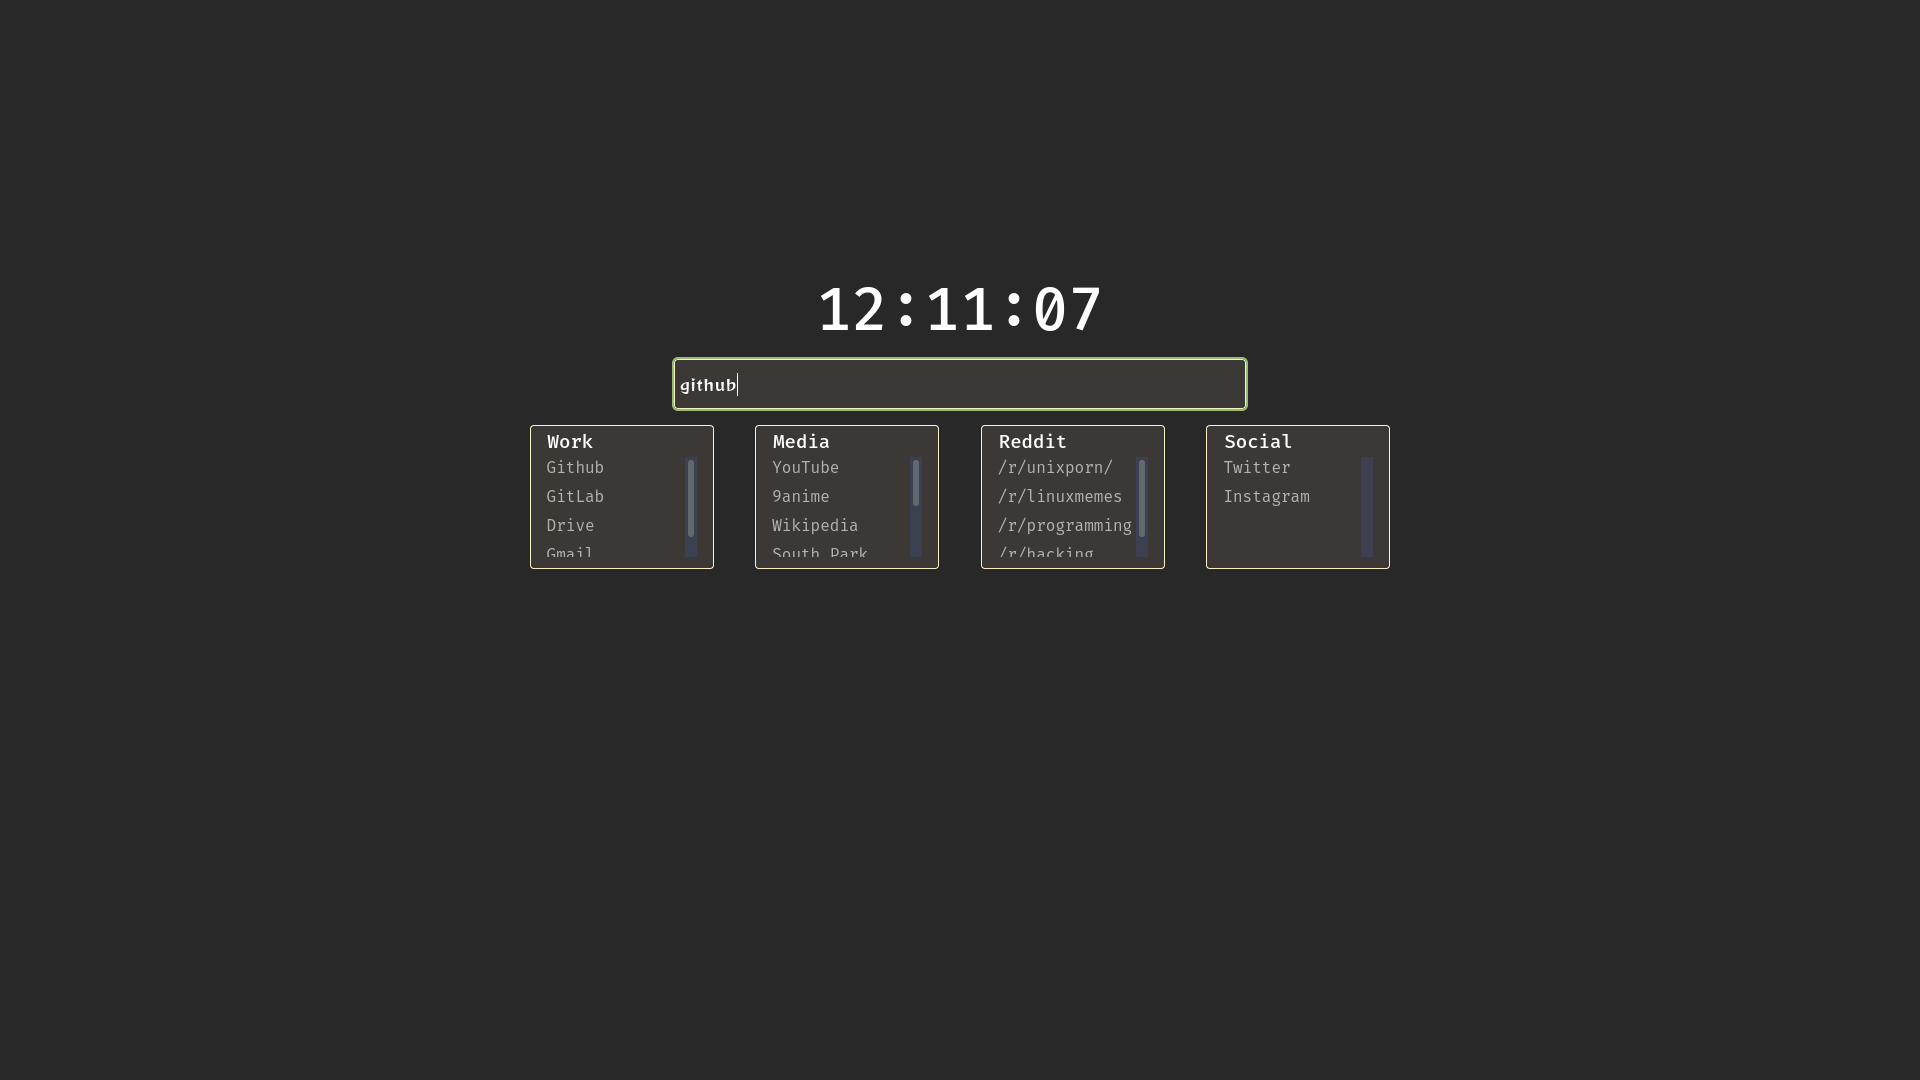 12:11:07
github
Work
Github
GitLab
Drive
Gmail
Media
YouTube
9anime
Wikipedia
South Park
Reddit
/r/unixporn/
/r/linuxmemes
/r/programming
/r/hacking
Social
Twitter
Instagram